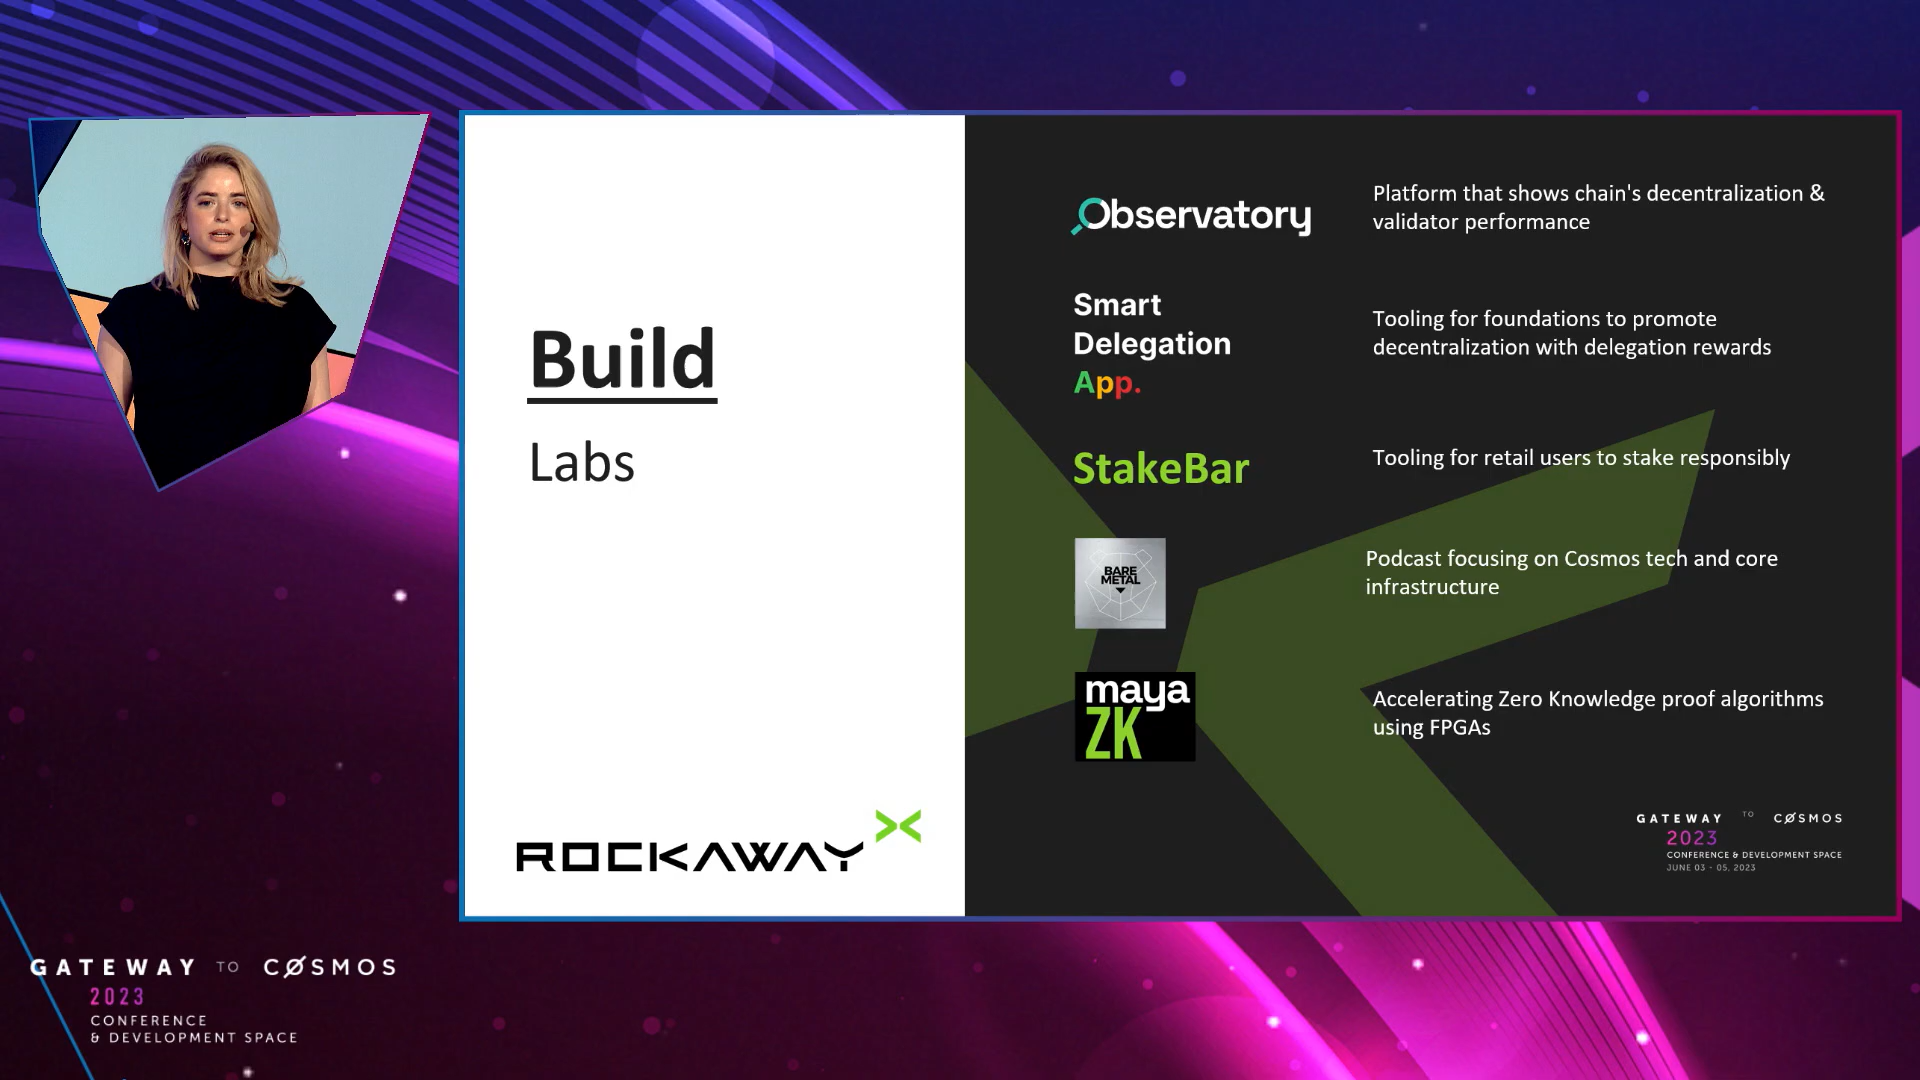 Build
Labs
ROCKAWAY
Observatory
Platform that shows chain's decentralization &
validator performance
Smart
Delegation
App.
Tooling for foundations to promote
decentralization with delegation rewards
StakeBar
Tooling for retail users to stake responsibly
BARE
METAL
Podcast focusing on Cosmos tech and core
infrastructure
maya
ZK
Accelerating Zero Knowledge proof algorithms
using FPGAs
GATEWAY TO CØSMOS
2023
CONFERENCE & DEVELOPMENT SPACE
JUNE 03 - 05, 2023
GATEWAY TO CØSMOS
2023
CONFERENCE
& DEVELOPMENT SPACE